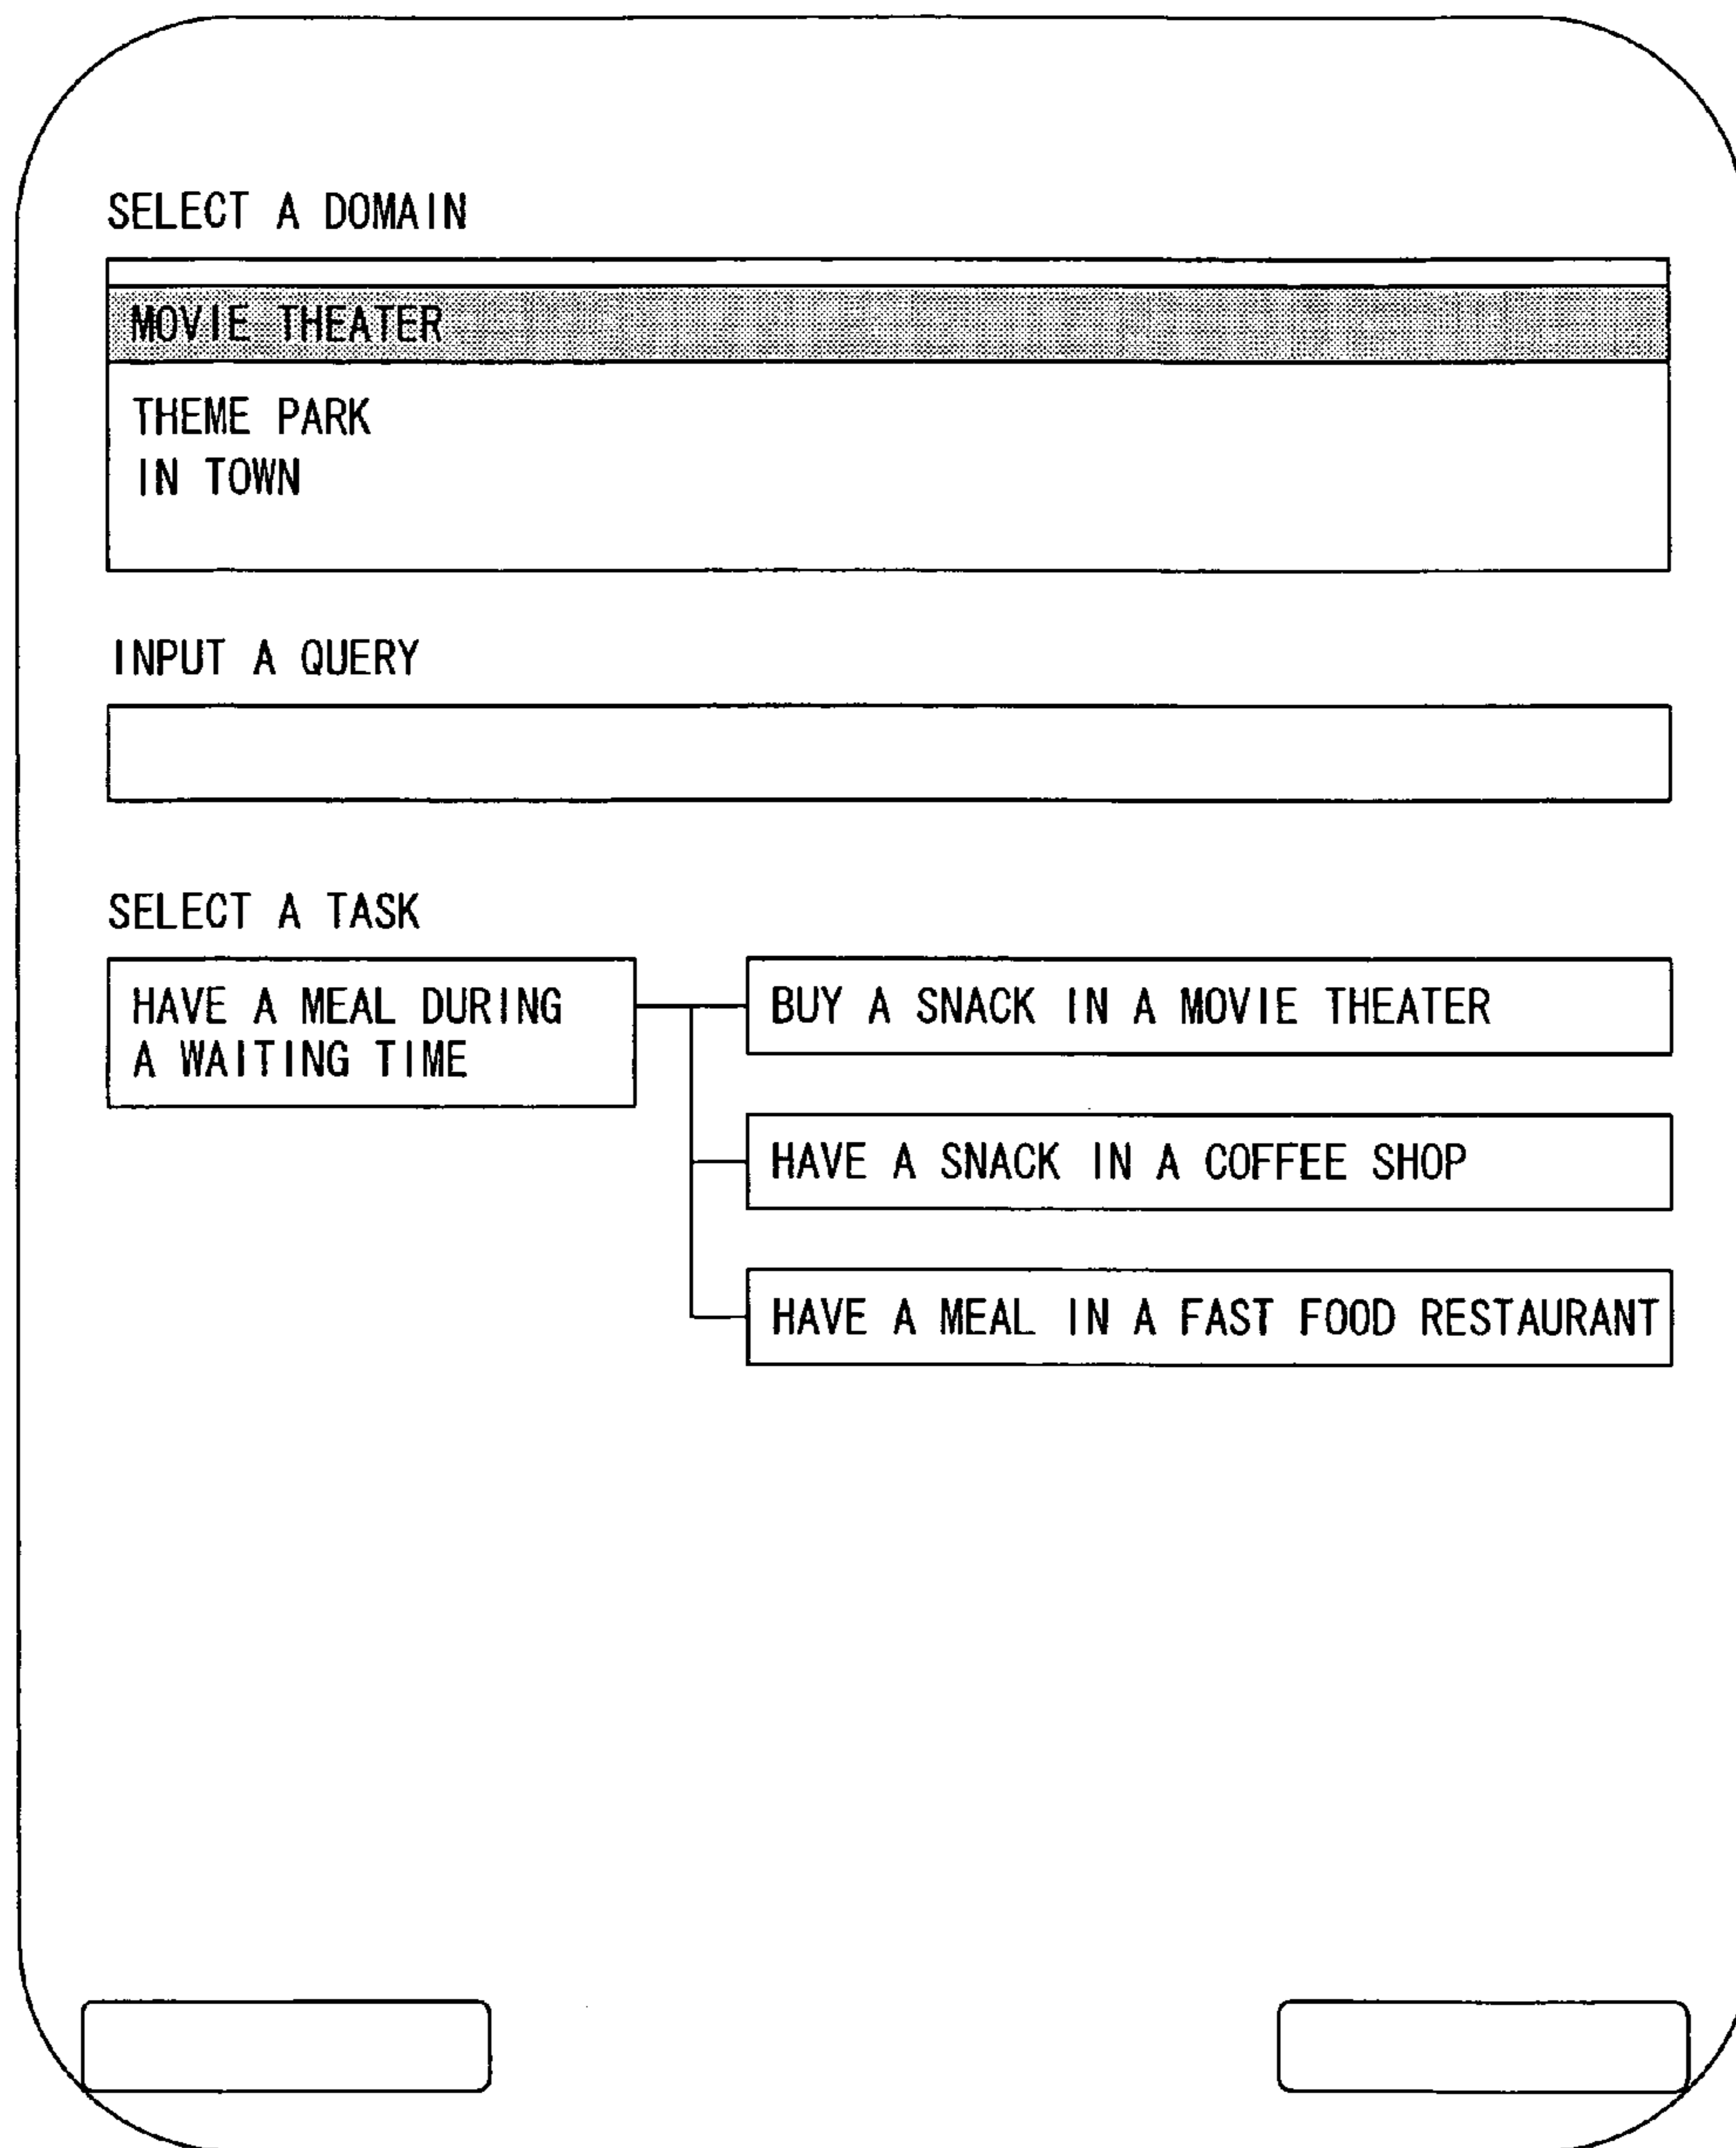 SELECT A DOMAIN
MOVIE THEATER
THEME PARK
IN TOWN
INPUT A QUERY
SELECT A TASK
HAVE A MEAL DURING
A WAITING TIME
BUY A SNACK IN A MOVIE THEATER
HAVE A SNACK IN A COFFEE SHOP
HAVE A MEAL IN A FAST FOOD RESTAURANT